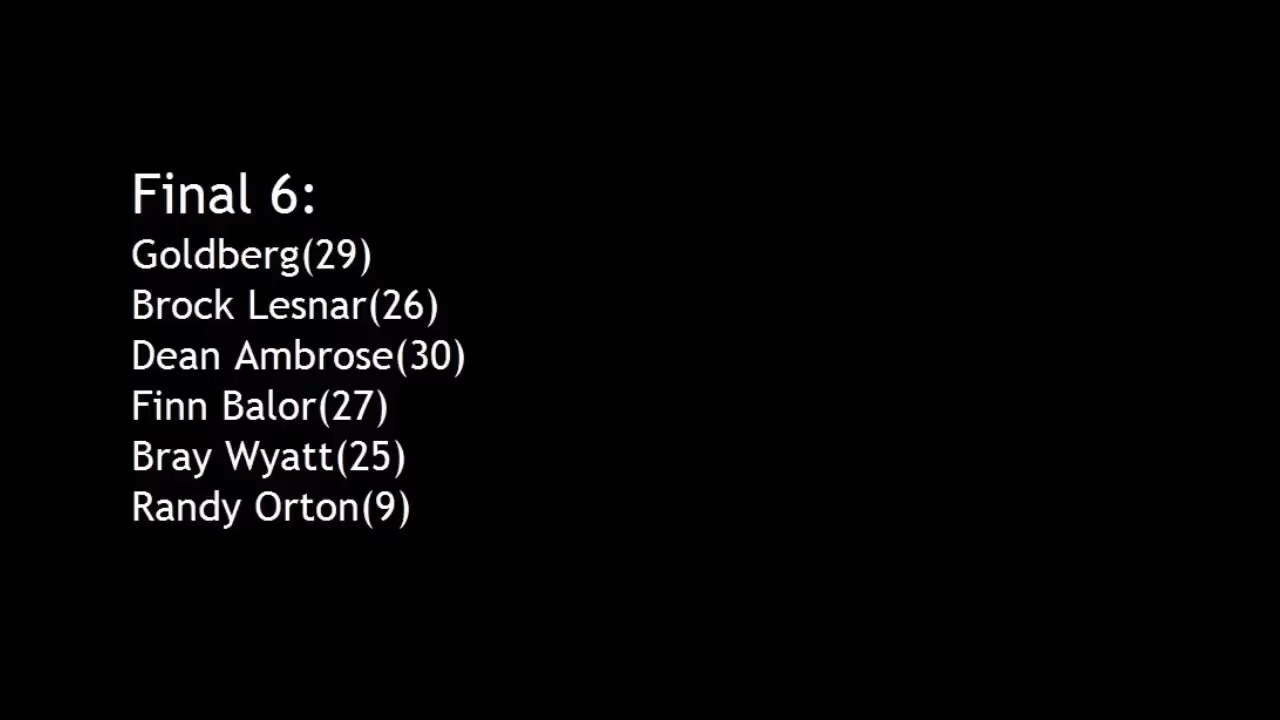 Final 6:
Goldberg(29)
Brock Lesnar(26)
Dean Ambrose(30)
Finn Balor(27)
Bray Wyatt(25)
Randy Orton(9)